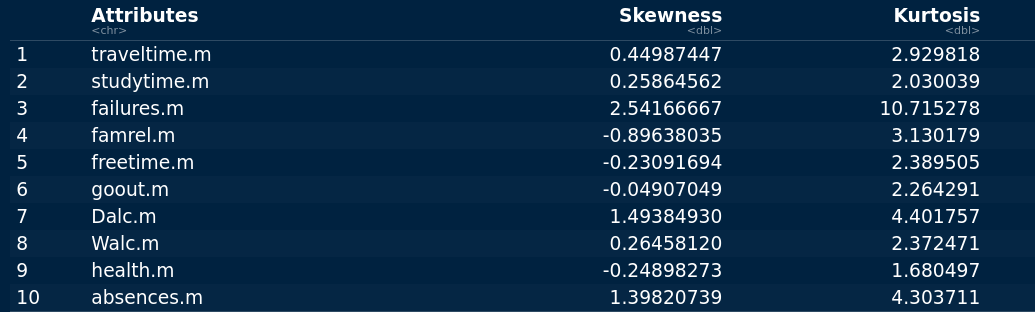 Attributes Skewness Kurtosis
<chr> <dbl> <dbl>
1 traveltime.m 0.44987447 2.929818
2 studytime.m 0.25864562 2.030039
3 failures.m 2.54166667 10.715278
4 famrel.m -0.89638035 3.130179
5 freetime.m -0.23091694 2.389505
6 goout.m -0.04907049 2.264291
7 Dalc.m 1.49384930 4.401757
8 Walc.m 0.26458120 2.372471
9 health.m -0.24898273 1.680497
10 absences.m 1.39820739 4.303711